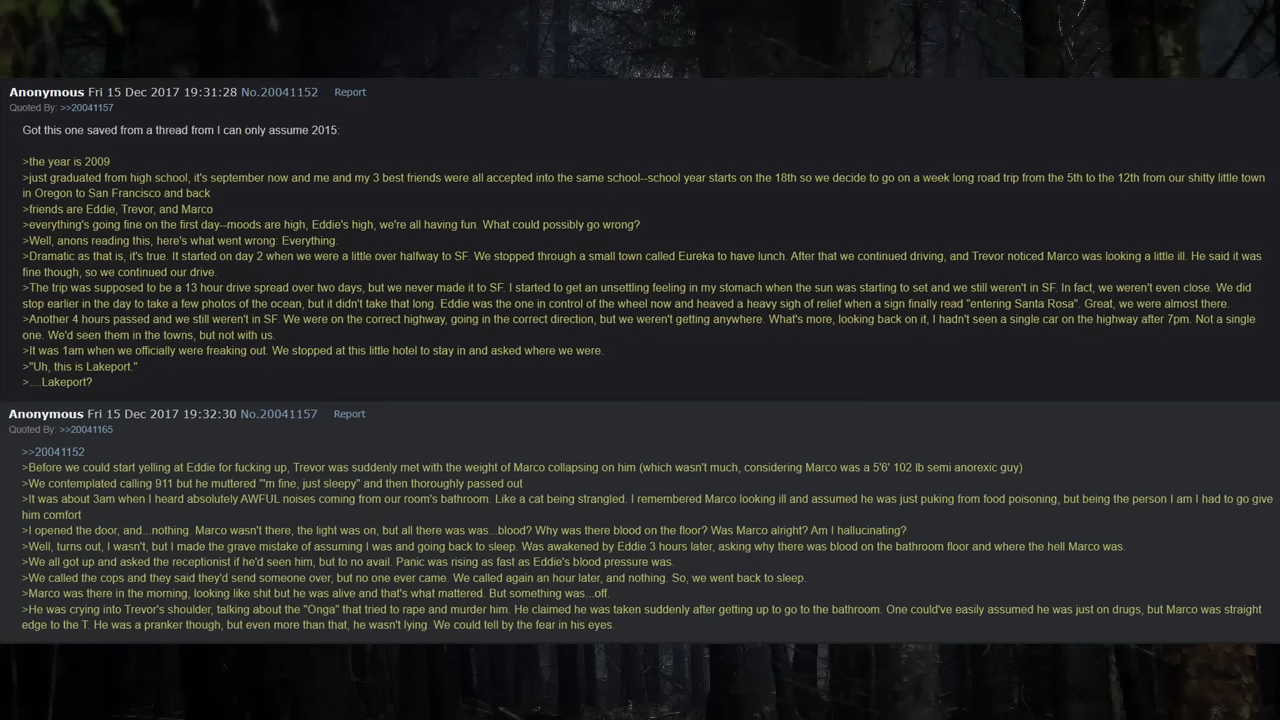 Anonymous Fri 15 Dec 2017 19:31:28 No.20041152 Report
Quoted By: >>20041157
Got this one saved from a thread from I can only assume 2015:
>the year is 2009
>just graduated from high school, it's september now and me and my 3 best friends were all accepted into the same school--school year starts on the 18th so we decide to go on a week long road trip from the 5th to the 12th from our shitty little town
in Oregon to San Francisco and back
>friends are Eddie, Trevor, and Marco
>everything's going fine on the first day--moods are high, Eddie's high, we're all having fun. What could possibly go wrong?
>Well, anons reading this, here's what went wrong: Everything.
>Dramatic as that is, it's true. It started on day 2 when we were a little over halfway to SF. We stopped through a small town called Eureka to have lunch. After that we continued driving, and Trevor noticed Marco was looking a little ill. He said it was
fine though, so we continued our drive.
>The trip was supposed to be a 13 hour drive spread over two days, but we never made it to SF. I started to get an unsettling feeling in my stomach when the sun was starting to set and we still weren't in SF. In fact, we weren't even close. We did
stop earlier in the day to take a few photos of the ocean, but it didn't take that long. Eddie was the one in control of the wheel now and heaved a heavy sigh of relief when a sign finally read "entering Santa Rosa". Great, we were almost there.
>Another 4 hours passed and we still weren't in SF. We were on the correct highway, going in the correct direction, but we weren't getting anywhere. What's more, looking back on it, I hadn't seen a single car on the highway after 7pm. Not a single
one. We'd seen them in the towns, but not with us.
>It was 1am when we officially were freaking out. We stopped at this little hotel to stay in and asked where we were.
>"Uh, this is Lakeport."
>....Lakeport?
Anonymous Fri 15 Dec 2017 19:32:30 No.20041157 Report
Quoted By: >>20041165
>>20041152
>Before we could start yelling at Eddie for fucking up, Trevor was suddenly met with the weight of Marco collapsing on him (which wasn't much, considering Marco was a 5'6' 102 lb semi anorexic guy)
>We contemplated calling 911 but he muttered "'m fine, just sleepy" and then thoroughly passed out
>It was about 3am when I heard absolutely AWFUL noises coming from our room's bathroom. Like a cat being strangled. I remembered Marco looking ill and assumed he was just puking from food poisoning, but being the person I am I had to go give
him comfort
>I opened the door, and...nothing. Marco wasn't there, the light was on, but all there was was...blood? Why was there blood on the floor? Was Marco alright? Am I hallucinating?
>Well, turns out, I wasn't, but I made the grave mistake of assuming I was and going back to sleep. Was awakened by Eddie 3 hours later, asking why there was blood on the bathroom floor and where the hell Marco was.
>We all got up and asked the receptionist if he'd seen him, but to no avail. Panic was rising as fast as Eddie's blood pressure was.
>We called the cops and they said they'd send someone over, but no one ever came. We called again an hour later, and nothing. So, we went back to sleep.
>Marco was there in the morning, looking like shit but he was alive and that's what mattered. But something was...off.
>He was crying into Trevor's shoulder, talking about the "Onga" that tried to rape and murder him. He claimed he was taken suddenly after getting up to go to the bathroom. One could've easily assumed he was just on drugs, but Marco was straight
edge to the T. He was a pranker though, but even more than that, he wasn't lying. We could tell by the fear in his eyes.